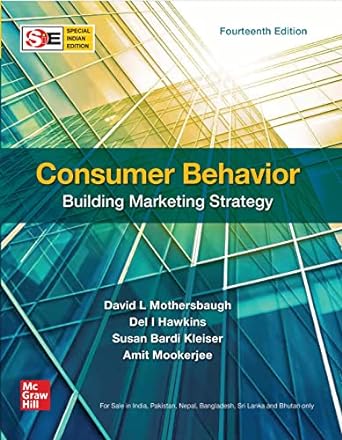 SIE
SPECIAL
INDIAN
EDITION
Fourteenth Edition
Consumer Behavior
Building Marketing Strategy
David L Mothersbaugh
Del I Hawkins
Susan Bardi Kleiser
Amit Mookerjee
Mc
Graw
Hill
For Sale in India, Pakistan, Nepal, Bangladesh, Sri Lanka and Bhutan only